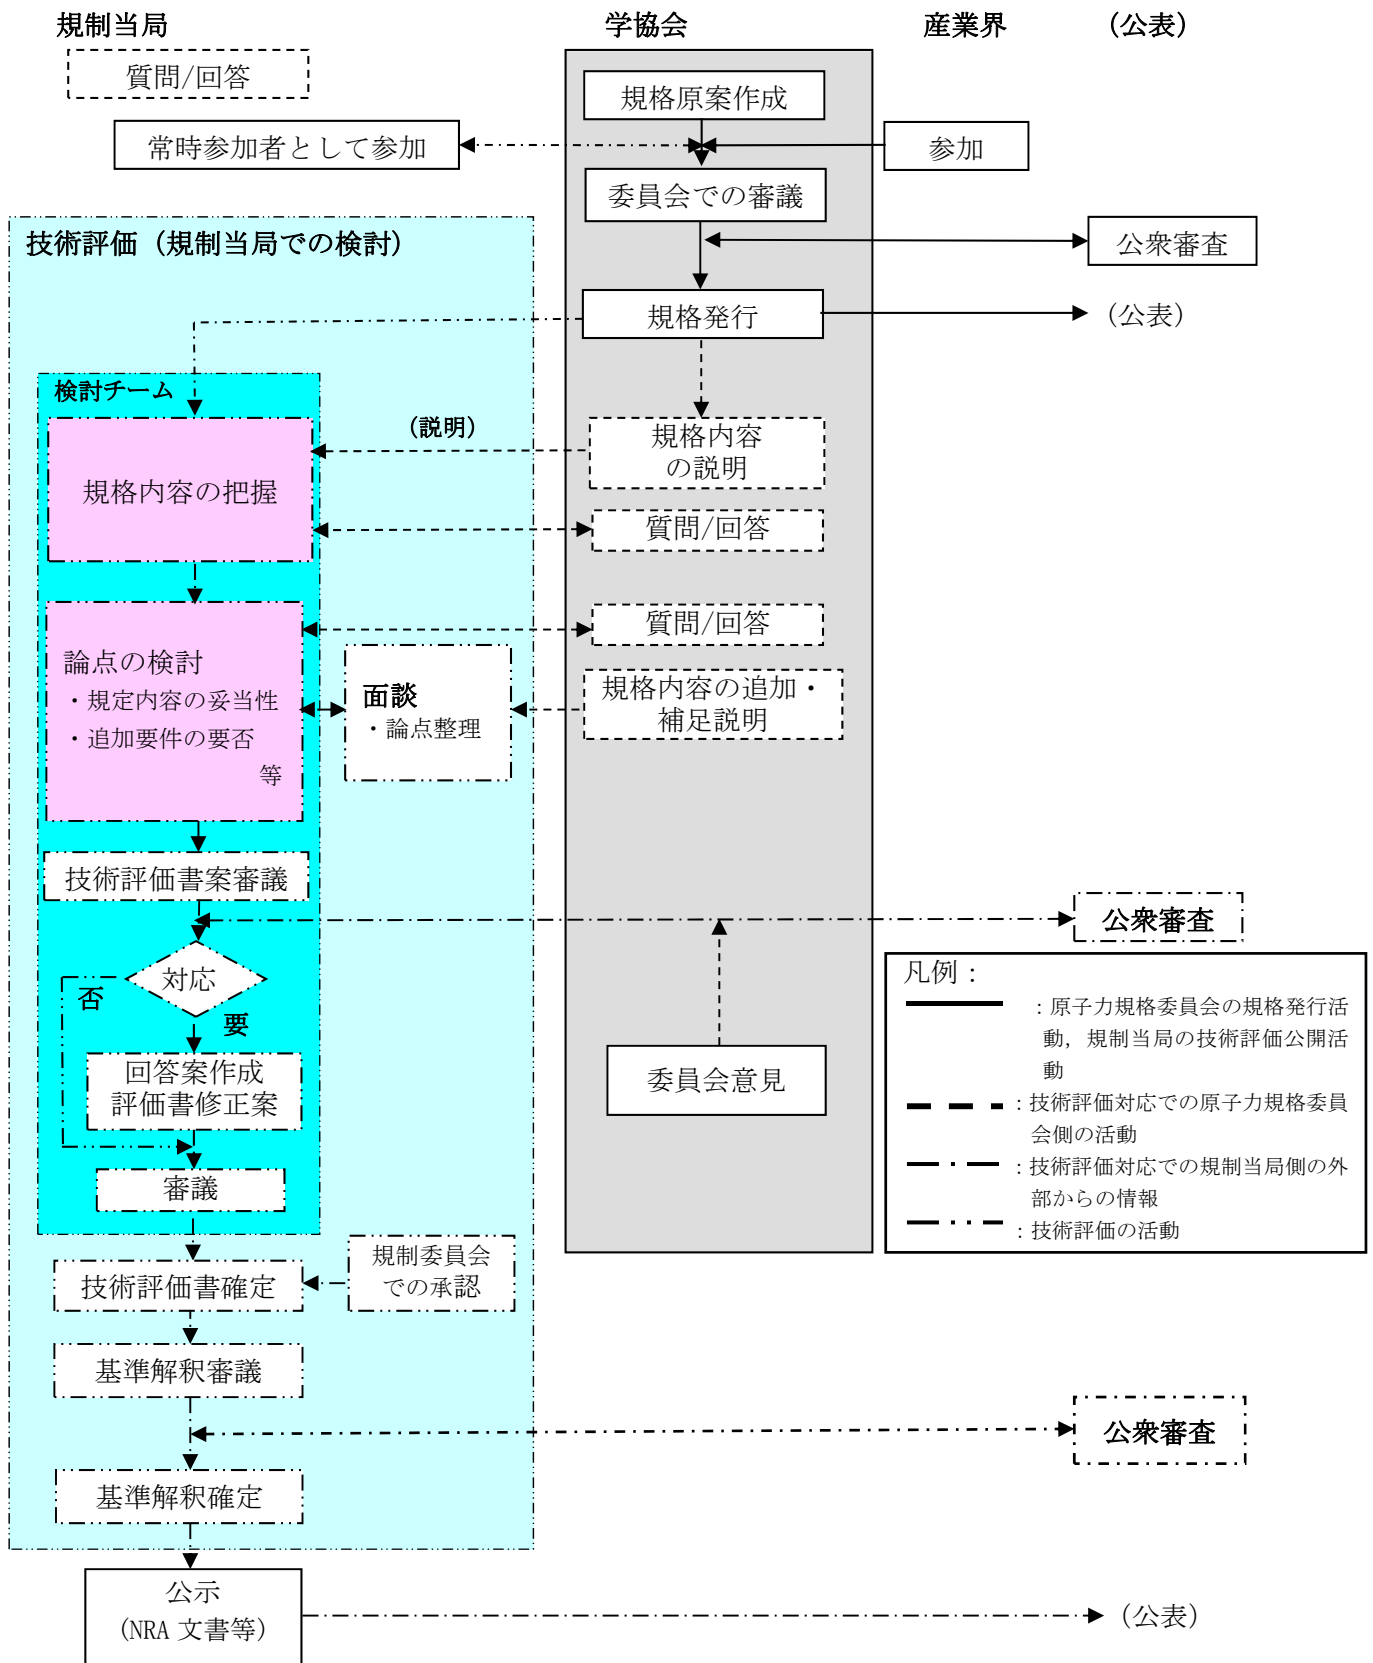 規制当局
学協会
産業界
（公表）
質問/回答
規格原案作成
常時参加者として参加
参加
委員会での審議
技術評価（規制当局での検討）
公衆審査
規格発行
（公表）
検討チーム
（説明）
規格内容
の説明
規格内容の把握
質問/回答
質問/回答
論点の検討
・規定内容の妥当性
・追加要件の要否
等
面談
・論点整理
規格内容の追加・
補足説明
技術評価書案審議
公衆審査
対応
否
要
回答案作成
評価書修正案
委員会意見
審議
凡例：
：原子力規格委員会の規格発行活
動，規制当局の技術評価公開活
動
：技術評価対応での原子力規格委員
会側の活動
：技術評価対応での規制当局側の外
部からの情報
：技術評価の活動
技術評価書確定
規制委員会
での承認
基準解釈審議
公衆審査
基準解釈確定
公示
（NRA 文書等）
（公表）